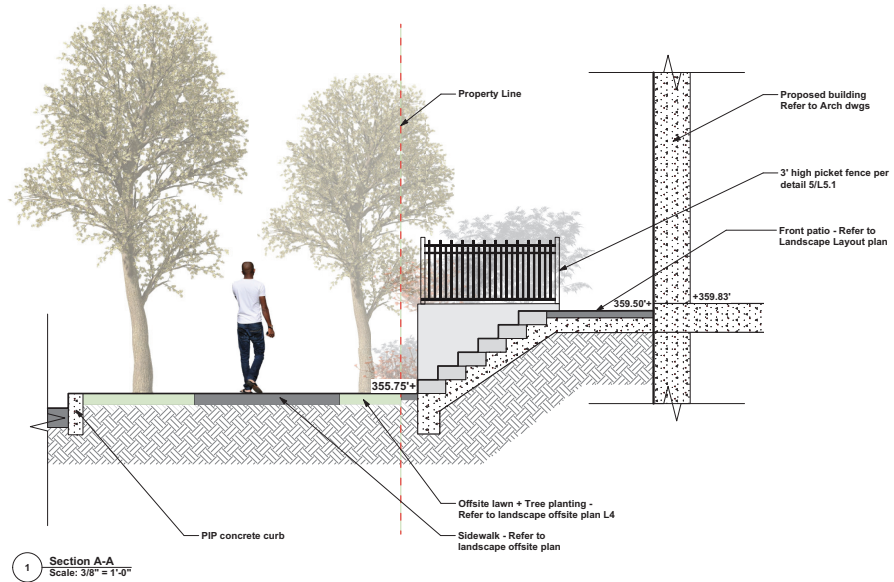 Property Line
Proposed building
Refer to Arch dwgs
3' high picket fence per
detail 5/L5.1
Front patio - Refer to
Landscape Layout plan
359.50'+
+359.83'
355.75'+
Offsite lawn + Tree planting -
Refer to landscape offsite plan L4
PIP concrete curb
Sidewalk - Refer to
landscape offsite plan
1
Section A-A
Scale: 3/8" = 1'-0"